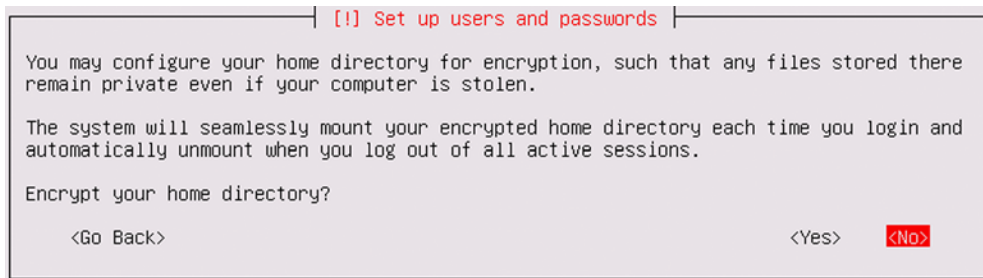 [!] Set up users and passwords
You may configure your home directory for encryption, such that any files stored there
remain private even if your computer is stolen.
The system will seamlessly mount your encrypted home directory each time you login and
automatically unmount when you log out of all active sessions.
Encrypt your home directory?
<Go Back> <Yes> <No>